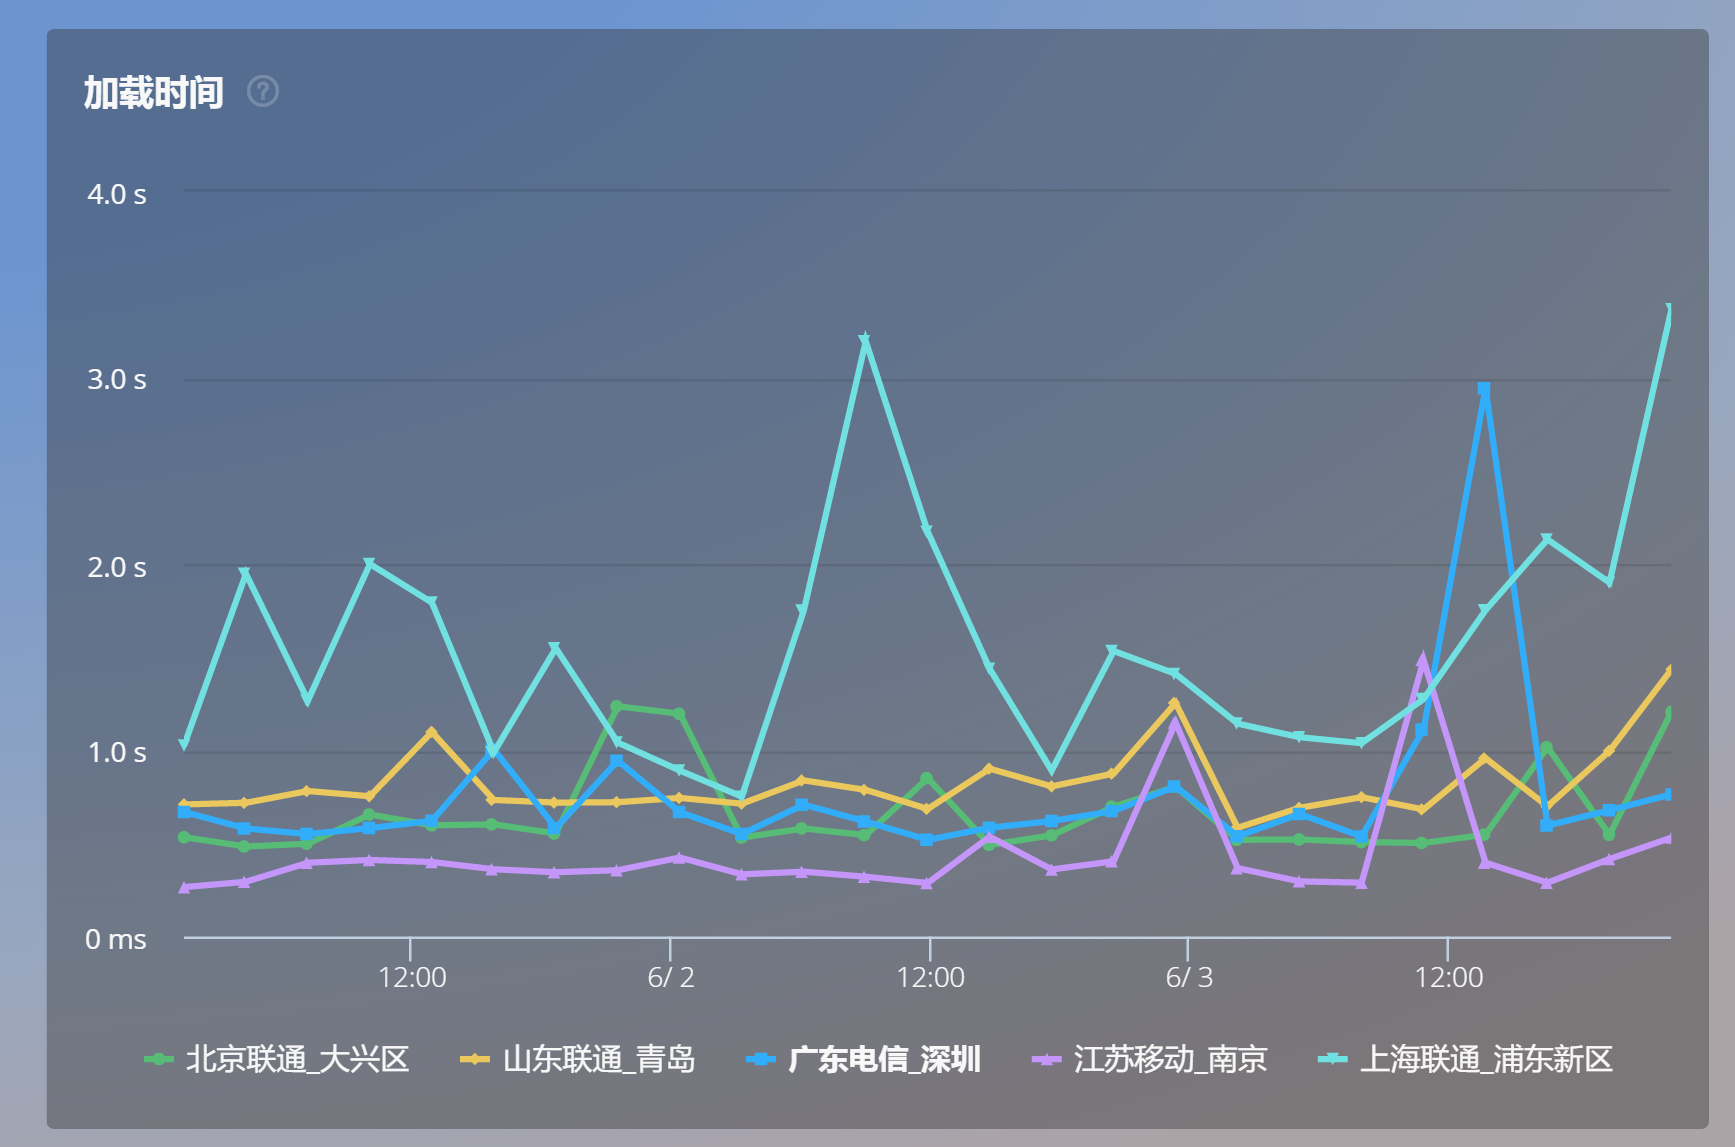 加载时间 ?
4.0 s
3.0 s
2.0 s
1.0 s
0 ms
12:00 6/ 2 12:00 6/ 3 12:00
北京联通_大兴区 山东联通_青岛 广东电信_深圳 江苏移动_南京 上海联通_浦东新区